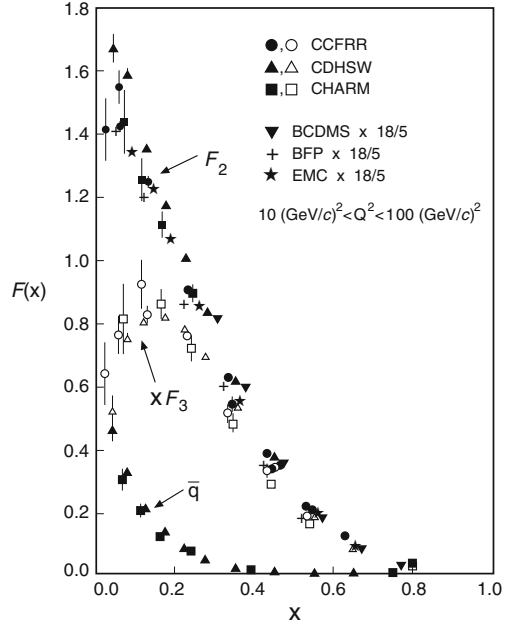 1.8
1.6
1.4
1.2
1.0
0.8
0.6
0.4
0.2
0.0
F(x)
●,○ CCFRR
▲,△ CDHSW
■,□ CHARM
▼ BCDMS x 18/5
+ BFP x 18/5
★ EMC x 18/5
10 (GeV/c)²<Q²<100 (GeV/c)²
F₂
xF₃
q̅
0.0 0.2 0.4 0.6 0.8 1.0
x